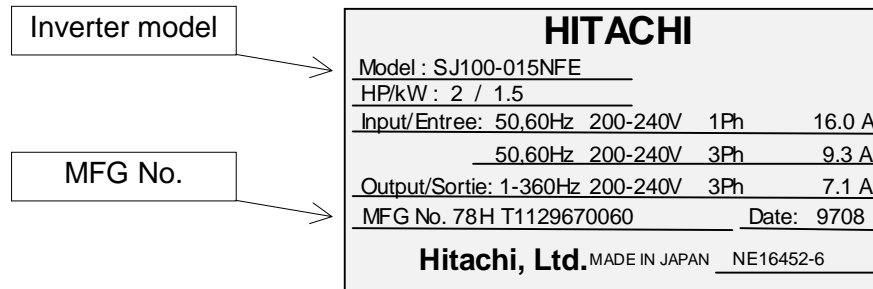 Inverter model
HITACHI
Model : SJ100-015NFE
HP/kW : 2 / 1.5
Input/Entree: 50,60Hz 200-240V 1Ph 16.0 A
50,60Hz 200-240V 3Ph 9.3 A
MFG No.
Output/Sortie: 1-360Hz 200-240V 3Ph 7.1 A
MFG No. 78H T1129670060 Date: 9708
Hitachi, Ltd. MADE IN JAPAN NE16452-6